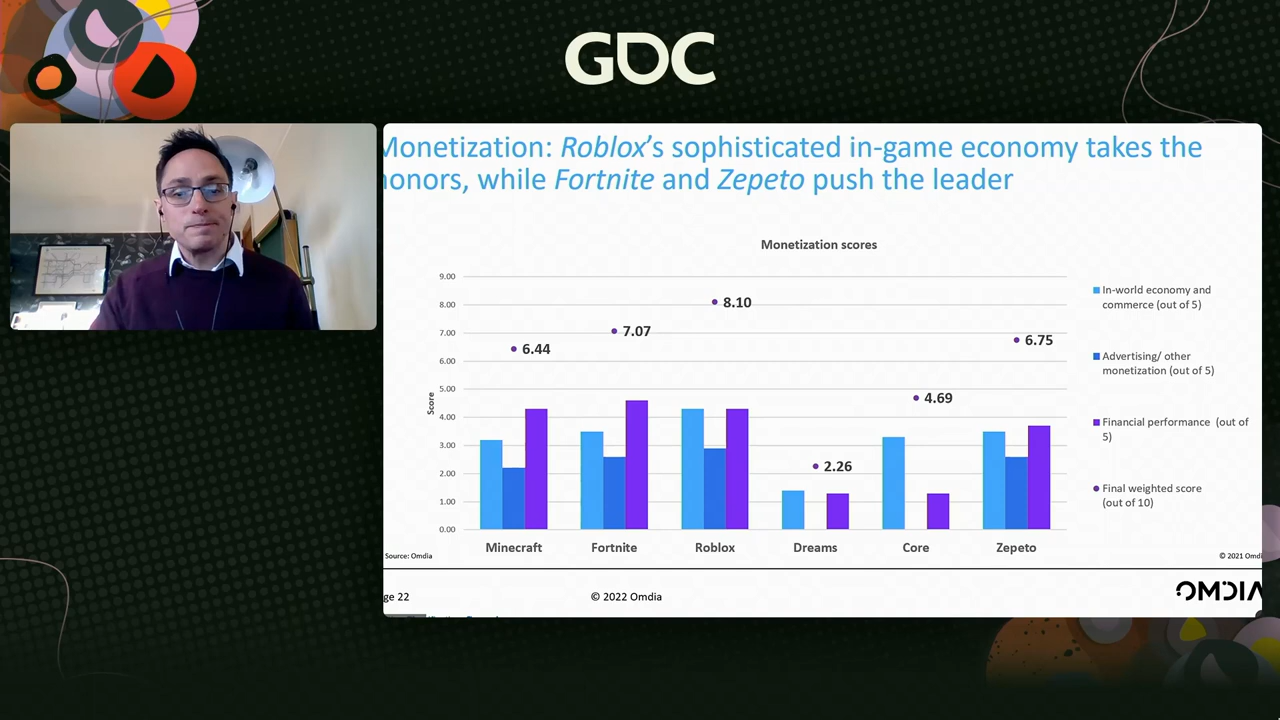 GDC
Monetization: Roblox's sophisticated in-game economy takes the
honors, while Fortnite and Zepeto push the leader
Monetization scores
9.00
8.00
7.00
6.00
5.00
4.00
3.00
2.00
1.00
0.00
Score
6.44
7.07
8.10
2.26
4.69
6.75
Minecraft
Fortnite
Roblox
Dreams
Core
Zepeto
In-world economy and
commerce (out of 5)
Advertising/ other
monetization (out of 5)
Financial performance (out of
5)
Final weighted score
(out of 10)
Source: Omdia
© 2021 Omdi
ge 22
© 2022 Omdia
OMDIA